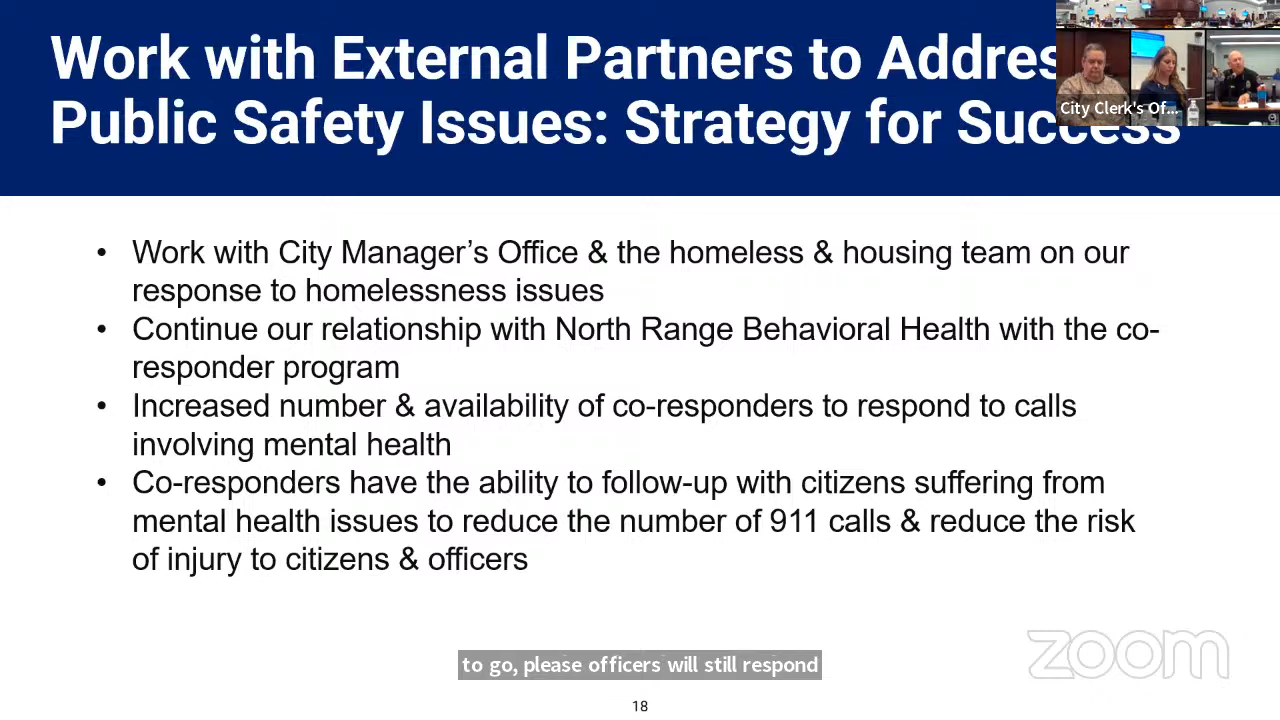 Work with External Partners to Addres
Public Safety Issues: Strategy for Success
City Clerk's Of...
• Work with City Manager’s Office & the homeless & housing team on our
response to homelessness issues
• Continue our relationship with North Range Behavioral Health with the co-
responder program
• Increased number & availability of co-responders to respond to calls
involving mental health
• Co-responders have the ability to follow-up with citizens suffering from
mental health issues to reduce the number of 911 calls & reduce the risk
of injury to citizens & officers
zoom
to go, please officers will still respond
18